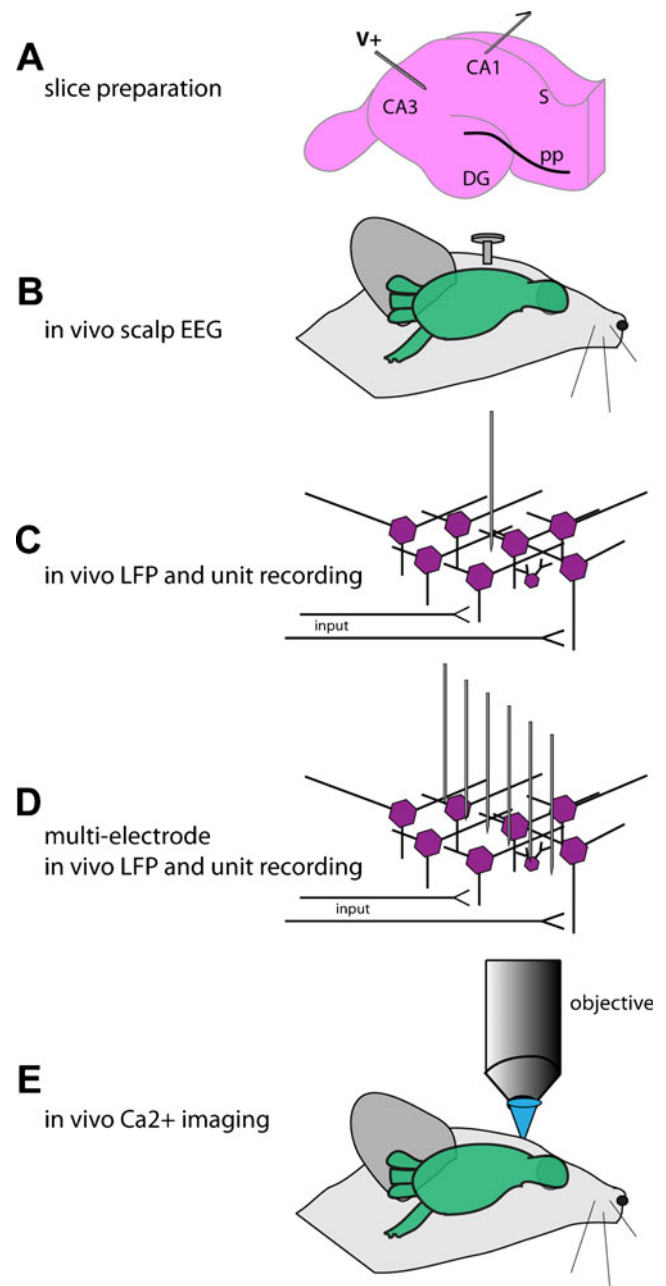 A
slice preparation
V+
CA1
CA3
S
pp
DG
B
in vivo scalp EEG
C
in vivo LFP and unit recording
input
D
multi-electrode
in vivo LFP and unit recording
input
objective
E
in vivo Ca2+ imaging